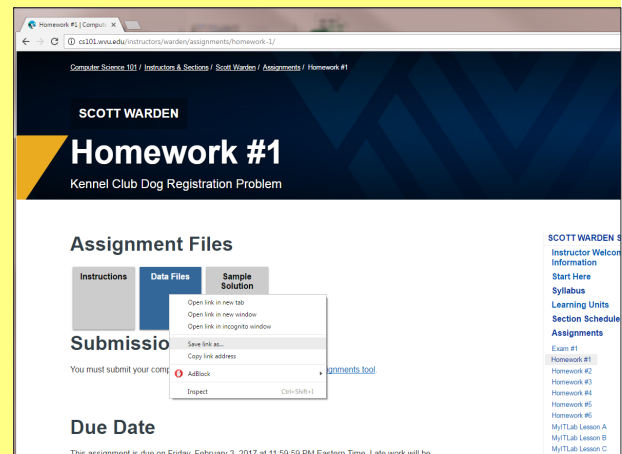 Homework #1 | Compute
cs101.wvu.edu/instructors/warden/assignments/homework-1/
Computer Science 101 / Instructors & Sections / Scott Warden / Assignments / Homework #1
SCOTT WARDEN
Homework #1
Kennel Club Dog Registration Problem
Assignment Files
Instructions
Data Files
Sample
Solution
Open link in new tab
Open link in new window
Open link in incognito window
Save link as...
Copy link address
AdBlock
Inspect Ctrl+Shift+I
Submissio
You must submit your comp gnments tool.
Due Date
This assignment is due on Friday, February 3, 2017 at 11:59:59 PM Eastern Time. Late work will be
SCOTT WARDEN S
Instructor Welcom
Information
Start Here
Syllabus
Learning Units
Section Schedule
Assignments
Exam #1
Homework #1
Homework #2
Homework #3
Homework #4
Homework #5
Homework #6
MyITLab Lesson A
MyITLab Lesson B
MyITLab Lesson C